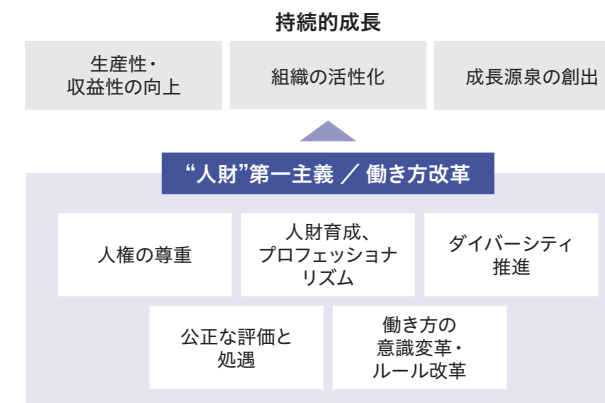 持続的成長
生産性・
収益性の向上
組織の活性化
成長源泉の創出
“人財”第一主義 ／ 働き方改革
人権の尊重
人財育成、
プロフェッショナ
リズム
ダイバーシティ
推進
公正な評価と
処遇
働き方の
意識変革・
ルール改革